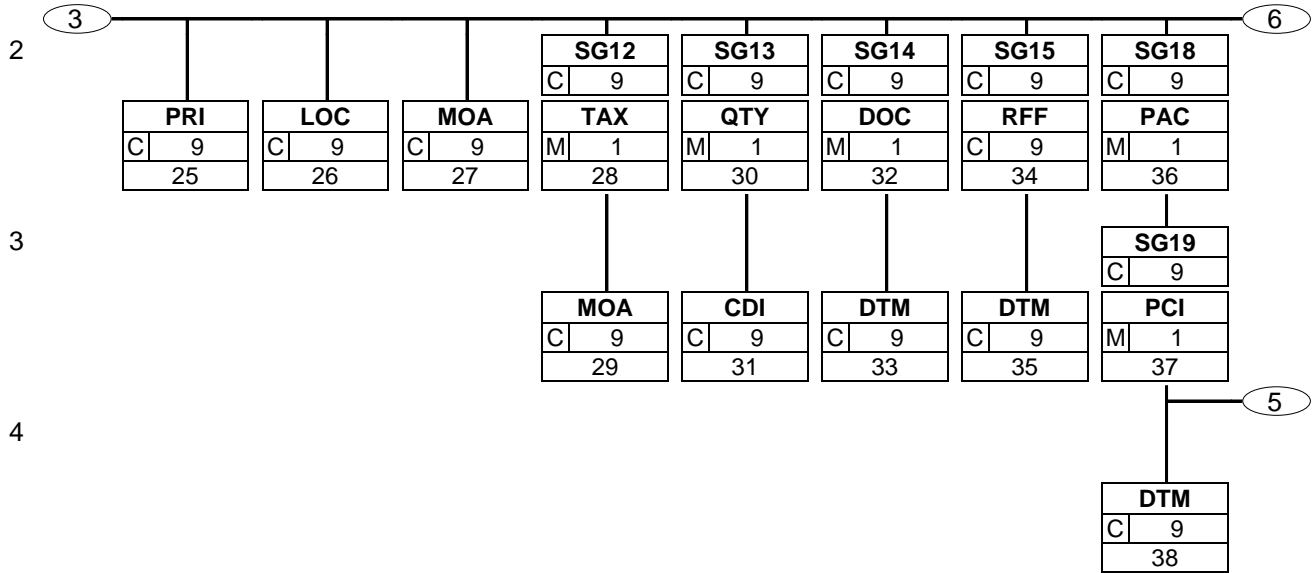 3 6
2 SG12 SG13 SG14 SG15 SG18
C 9 C 9 C 9 C 9 C 9
PRI LOC MOA TAX QTY DOC RFF PAC
C 9 C 9 C 9 M 1 M 1 M 1 C 9 M 1
25 26 27 28 30 32 34 36
3 SG19
C 9
MOA CDI DTM DTM PCI
C 9 C 9 C 9 C 9 M 1
29 31 33 35 37
5
4
DTM
C 9
38